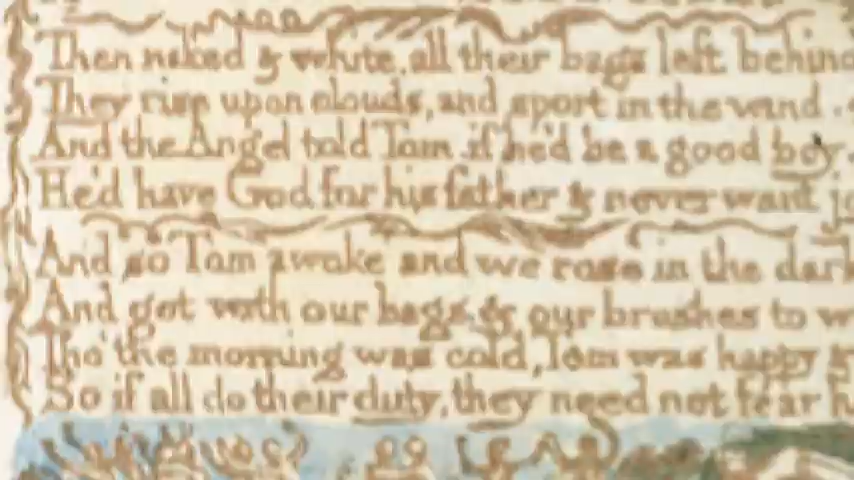 Then naked & white, all their bags left behind
They rise upon clouds, and sport in the wind.
And the Angel told Tom, if he'd be a good boy,
He'd have God for his father & never want
And so Tom awoke and we rose in the dark
And got with our bags & our brushes to
Tho' the morning was cold, Tom was happy &
So if all do their duty, they need not fear